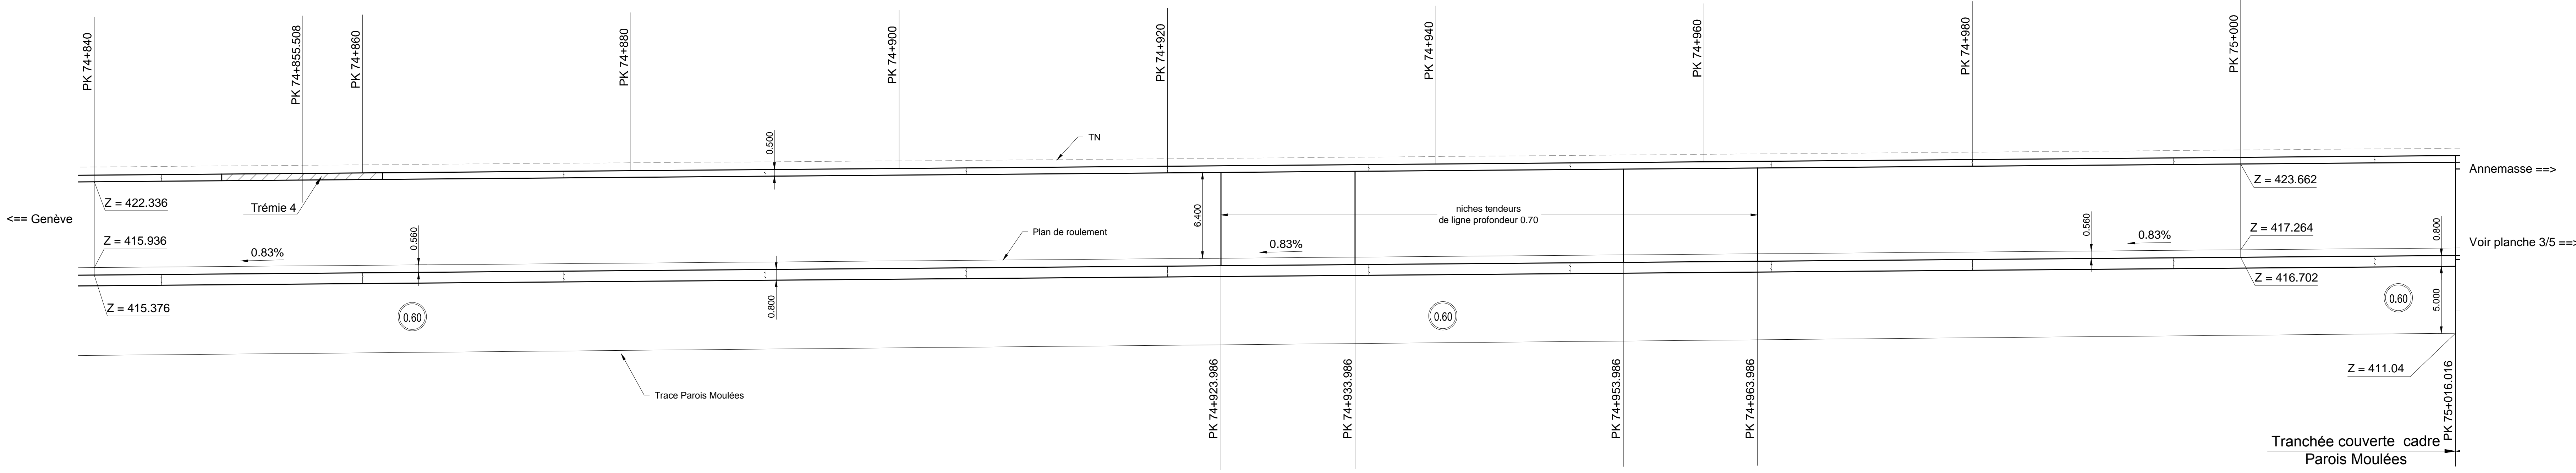 PK 74+840
PK 74+855.508
PK 74+860
PK 74+880
PK 74+900
PK 74+920
PK 74+940
PK 74+960
PK 74+980
PK 75+000
TN
0.500
Annemasse ==>
Z = 422.336
Trémie 4
<== Genève
6.400
niches tendeurs
de ligne profondeur 0.70
Z = 423.662
Z = 415.936
0.83%
0.560
Plan de roulement
0.83%
0.560
0.83%
Z = 417.264
0.800
Voir planche 3/5 ==>
Z = 415.376
0.60
0.800
0.60
Z = 416.702
0.60
5.000
Trace Parois Moulées
Z = 411.04
PK 74+923.986
PK 74+933.986
PK 74+953.986
PK 74+963.986
PK 75+016.016
Tranchée couverte cadre
Parois Moulées